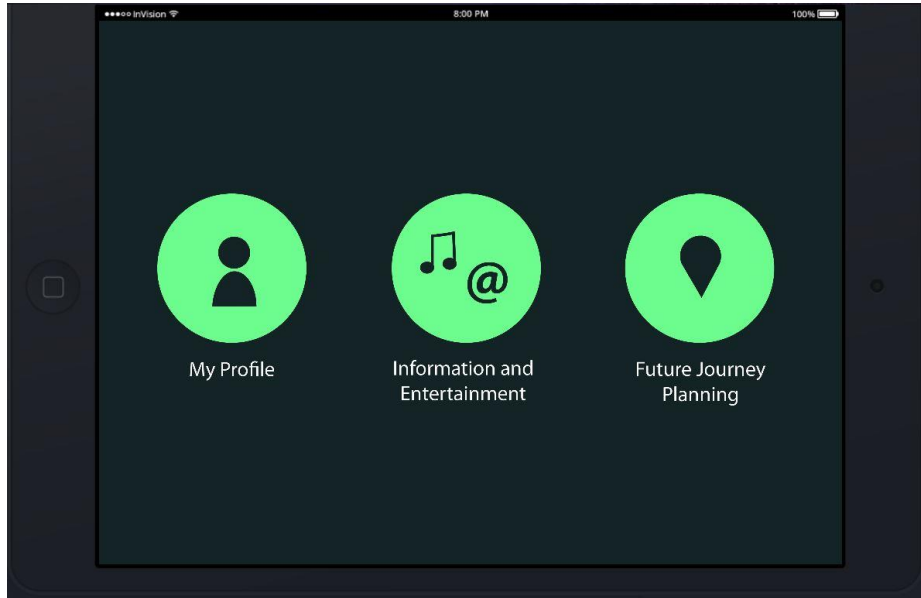 ●●●○○ InVision 8:00 PM 100%
@
My Profile
Information and
Entertainment
Future Journey
Planning